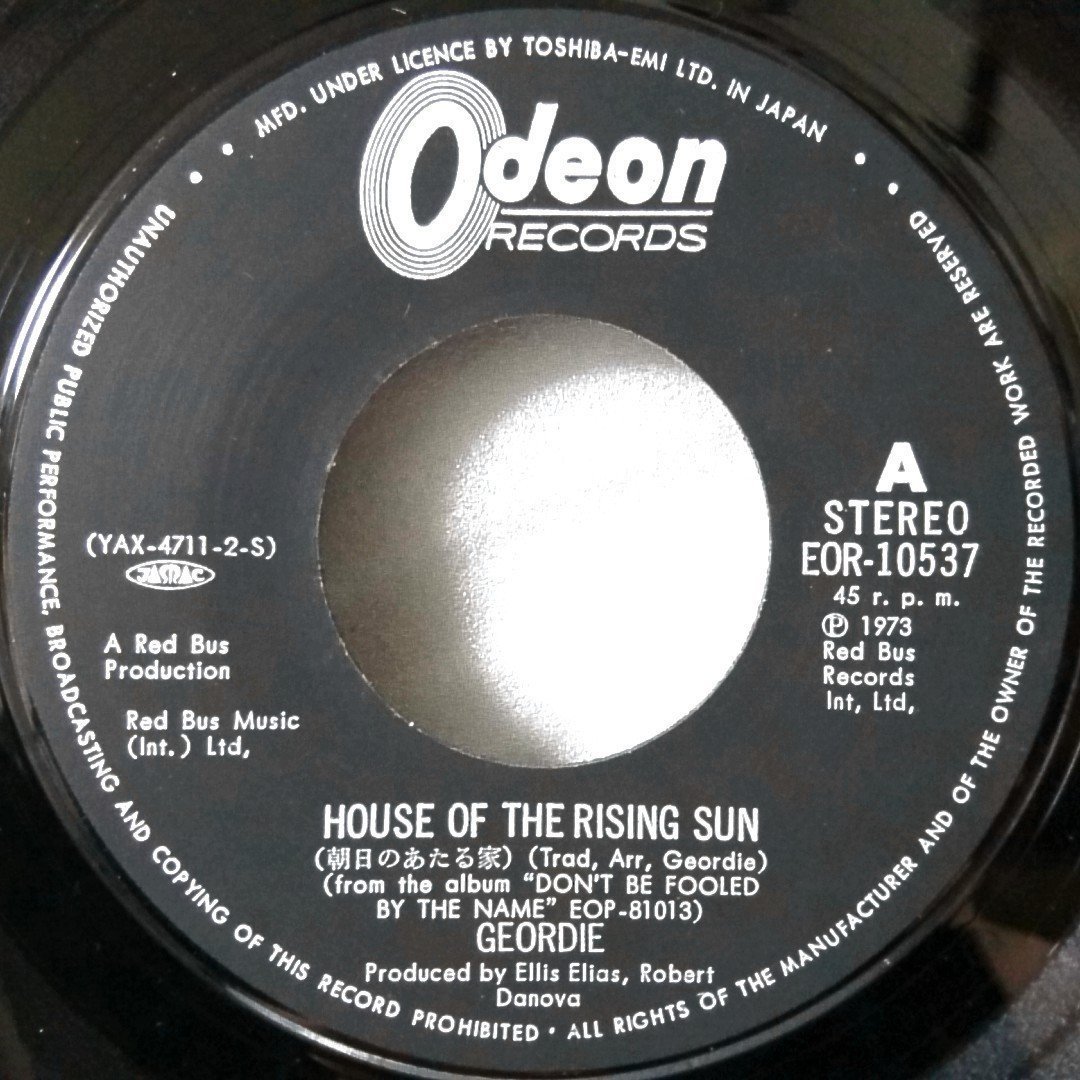 MFD. UNDER LICENCE BY TOSHIBA-EMI LTD. IN JAPAN
Odeon
RECORDS
A
STEREO
EOR-10537
45 r. p. m.
Ⓟ 1973
Red Bus
Records
Int, Ltd,
(YAX-4711-2-S)
JASRAC
A Red Bus
Production
Red Bus Music
(Int.) Ltd,
HOUSE OF THE RISING SUN
(朝日のあたる家) (Trad, Arr, Geordie)
(from the album “DON'T BE FOOLED
BY THE NAME” EOP-81013)
GEORDIE
Produced by Ellis Elias, Robert
Danova
UNAUTHORIZED PUBLIC PERFORMANCE, BROADCASTING AND COPYING OF THIS RECORD PROHIBITED • ALL RIGHTS OF THE MANUFACTURER AND OF THE OWNER OF THE RECORDED WORK ARE RESERVED